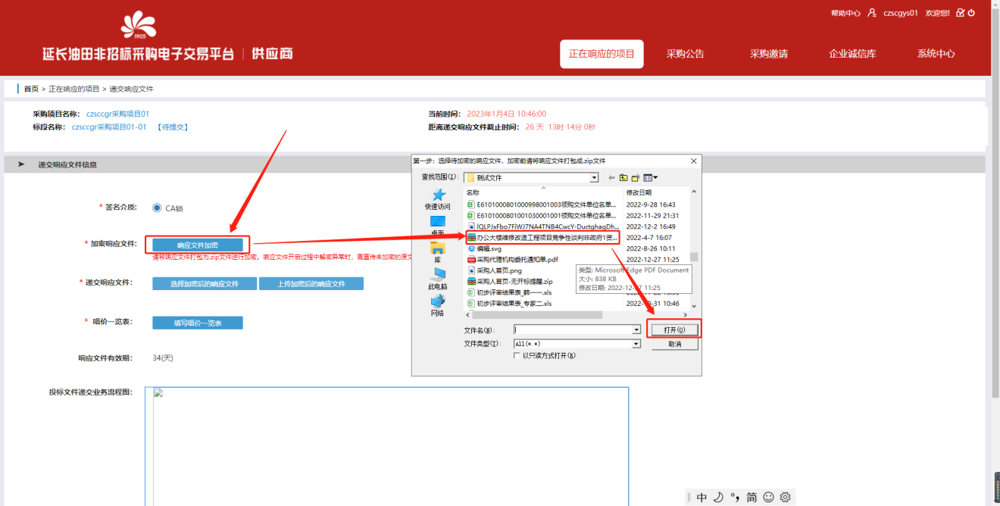 帮助中心 czscgys01 欢迎您!
1905
延长油田非招标采购电子交易平台 | 供应商
正在响应的项目 采购公告 采购邀请 企业诚信库 系统中心
首页 > 正在响应的项目 > 递交响应文件
采购项目名称: czsccgr采购项目01
当前时间: 2023年1月4日 10:46:00
标段名称: czsccgr采购项目01-01 【待提交】
距离递交响应文件截止时间: 26 天 13时 14分 0秒
递交响应文件信息
* 签名介质: CA锁
* 加密响应文件: 响应文件加密
请将响应文件打包为.zip文件进行加密。响应文件开启过程中解密异常时、需直传未加密的原文
* 递交响应文件: 选择加密后的响应文件 上传加密后的响应文件
* 唱价一览表: 填写唱价一览表
响应文件有效期: 34(天)
投标文件递交业务流程图:
第一步: 选择待加密的响应文件, 加密前请将响应文件打包成.zip文件
查找范围(I): 测试文件
快速访问
桌面
库
此电脑
网络
名称 修改日期
E6101000801000998001003领购文件单位名单... 2022-9-28 16:43
E6101000801001030001001领购文件单位名单... 2022-11-29 21:31
lQLPJxFbo7FiWJ7NA4TNB4CwcY-DuctghagDh... 2022-12-2 16:49
办公大楼维修改造工程项目竞争性谈判非政府1资... 2022-4-7 16:07
编辑.svg 2022-8-26 10:11
采购代理机构委托通知单.pdf 2022-12-27 11:25
采购人首页.png
采购人首页-无开标提醒.zip
初步评审结果表_韩一一.xls
初步评审结果表_专家二.xls 2022-10-31 10:46
类型: Microsoft Edge PDF Document
大小: 838 KB
修改日期: 2022-12-27 11:25
文件名(N): 打开(O)
文件类型(T): All(*.*) 取消
以只读方式打开(R)
中 简